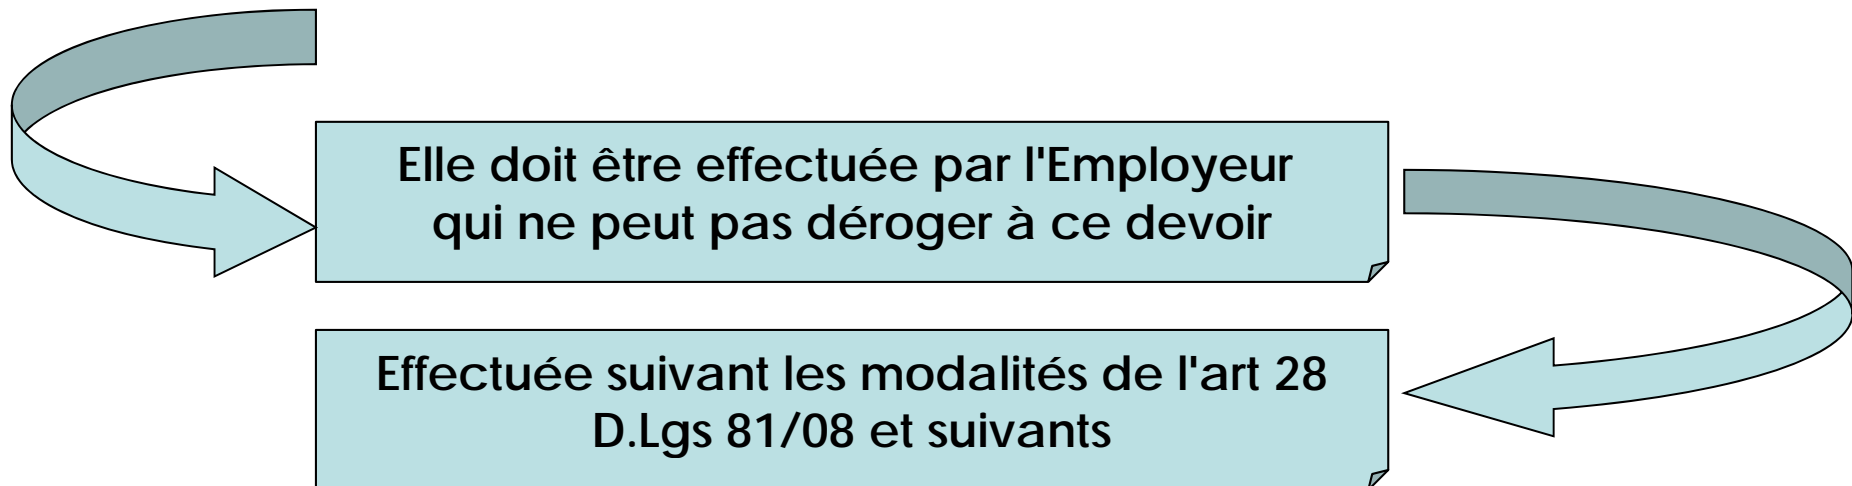 Elle doit être effectuée par l'Employeur
qui ne peut pas déroger à ce devoir
Effectuée suivant les modalités de l'art 28
D.Lgs 81/08 et suivants